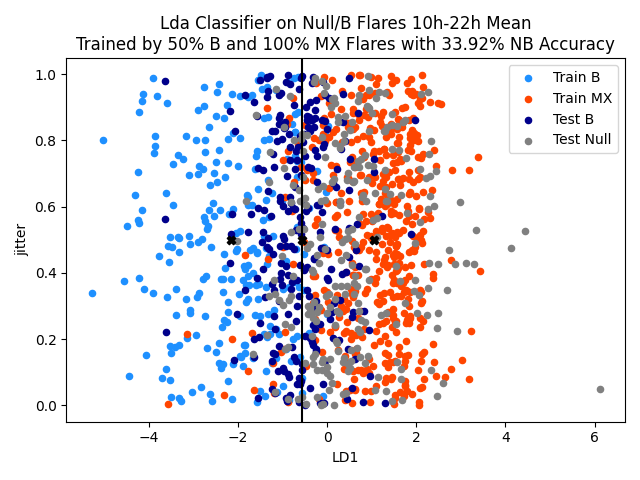 Lda Classifier on Null/B Flares 10h-22h Mean
Trained by 50% B and 100% MX Flares with 33.92% NB Accuracy
1.0
0.8
0.6
0.4
0.2
0.0
jitter
Train B
Train MX
Test B
Test Null
−4
−2
0
2
4
6
LD1